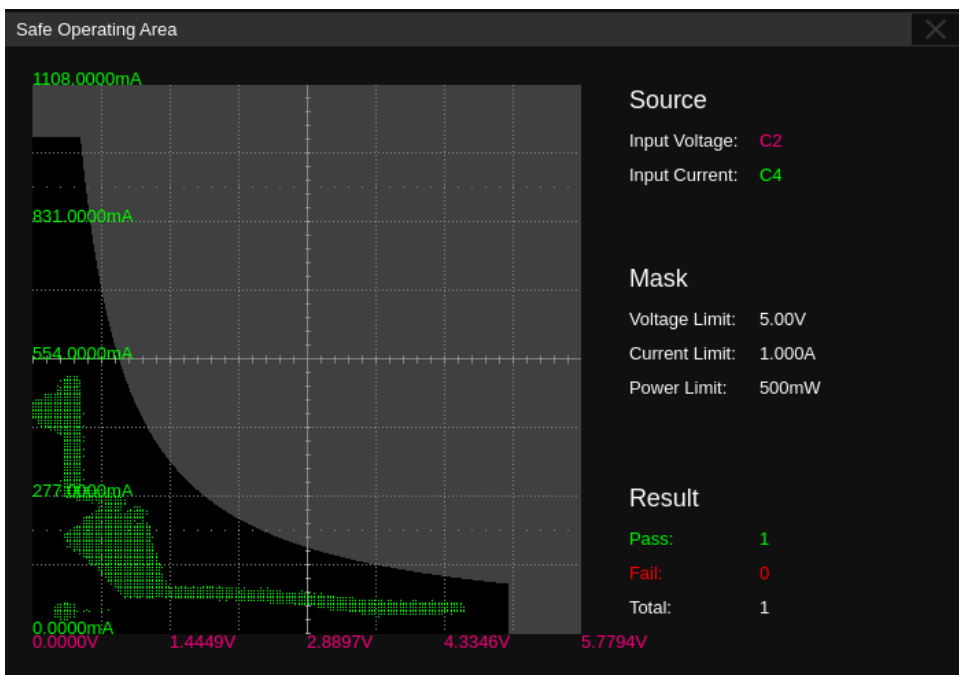 Safe Operating Area
1108.0000mA
831.0000mA
554.0000mA
277.0000mA
0.0000mA
0.0000V 1.4449V 2.8897V 4.3346V 5.7794V
Source
Input Voltage: C2
Input Current: C4
Mask
Voltage Limit: 5.00V
Current Limit: 1.000A
Power Limit: 500mW
Result
Pass: 1
Fail: 0
Total: 1